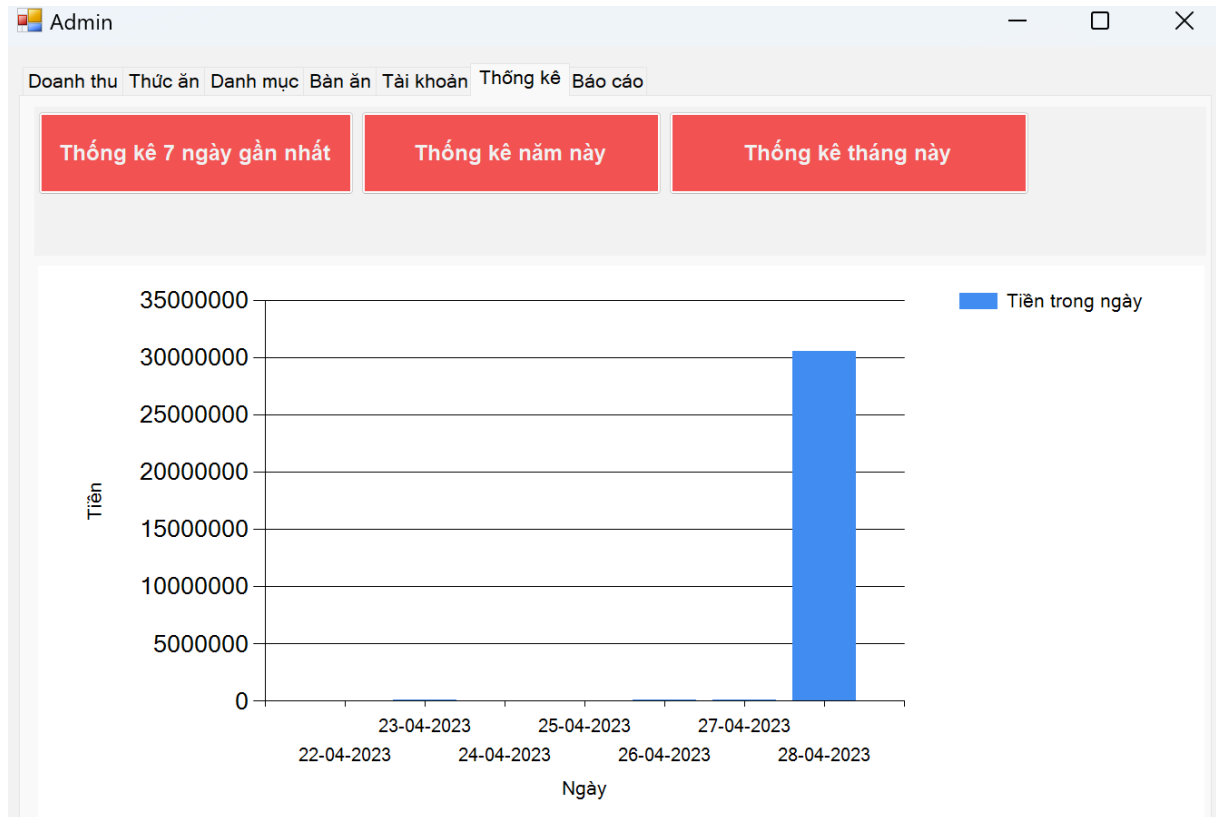 Admin
Doanh thu Thức ăn Danh mục Bàn ăn Tài khoản Thống kê Báo cáo
Thống kê 7 ngày gần nhất Thống kê năm này Thống kê tháng này
35000000
30000000
25000000
20000000
15000000
10000000
5000000
0
Tiền
Tiền trong ngày
23-04-2023 25-04-2023 27-04-2023
22-04-2023 24-04-2023 26-04-2023 28-04-2023
Ngày